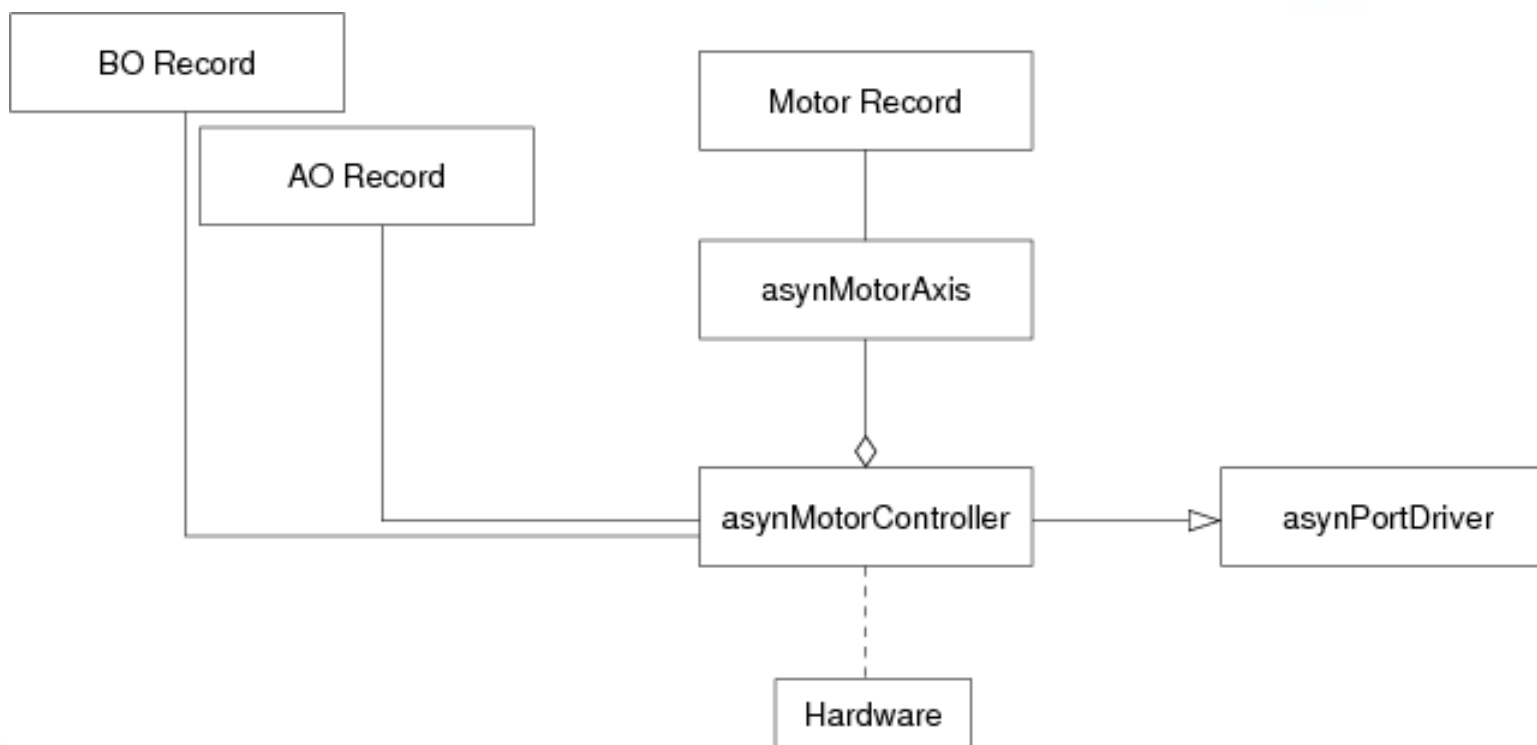 BO Record
Motor Record
AO Record
asynMotorAxis
asynMotorController
asynPortDriver
Hardware